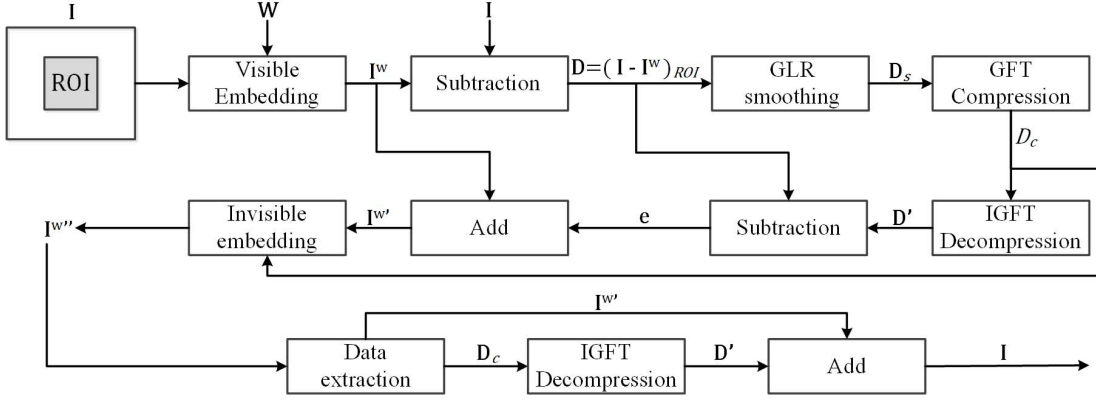 I
W
I
ROI
Visible
Embedding
I^w
Subtraction
D=(I - I^w)_ROI
GLR
smoothing
D_s
GFT
Compression
D_c
I^w''
Invisible
embedding
I^w'
Add
e
Subtraction
D'
IGFT
Decompression
I^w'
Data
extraction
D_c
IGFT
Decompression
D'
Add
I